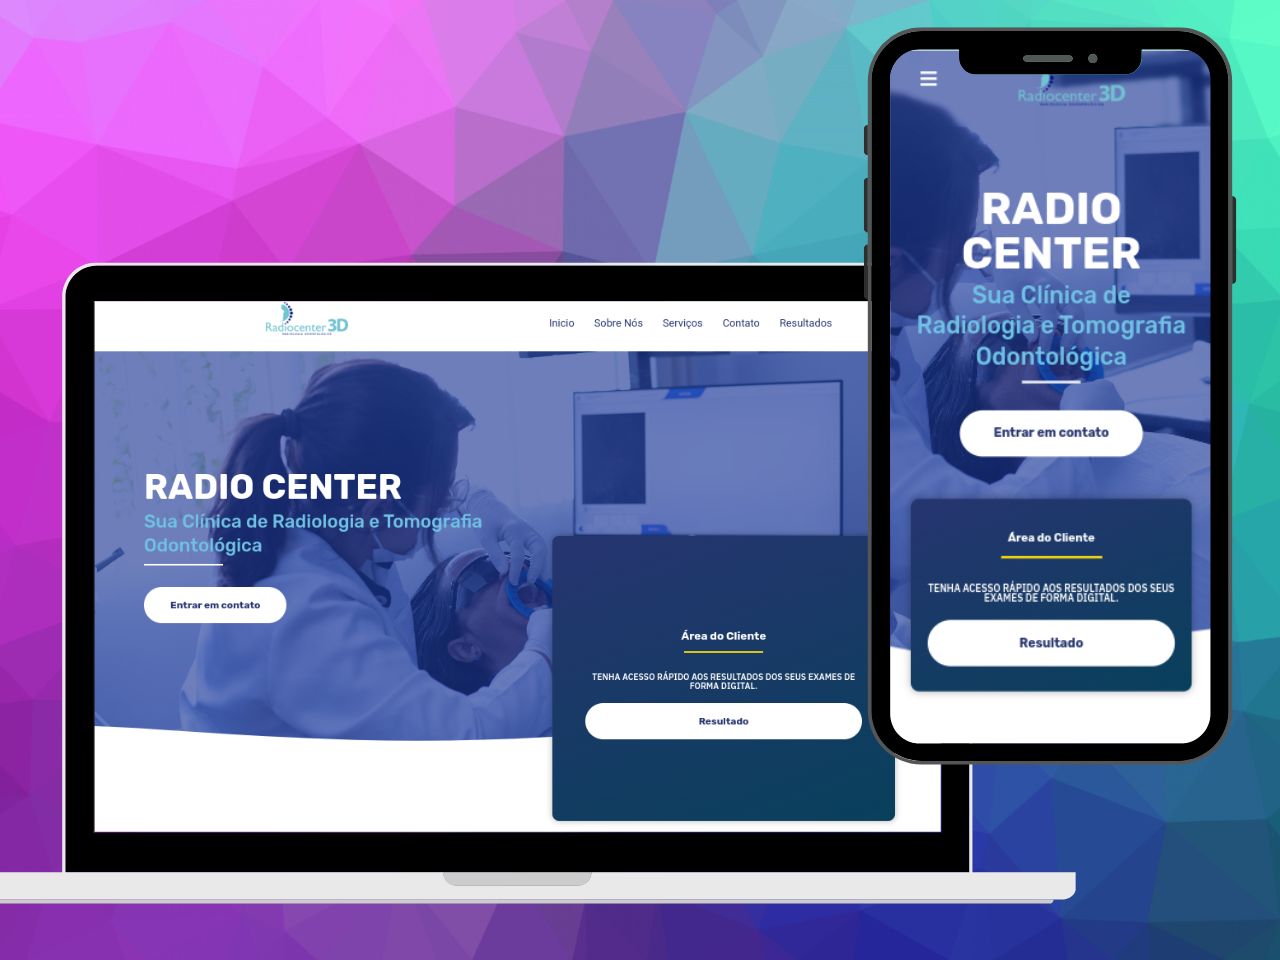 Radiocenter 3D
Inicio Sobre Nós Serviços Contato Resultados
RADIO CENTER
Sua Clínica de Radiologia e Tomografia
Odontológica
Entrar em contato
Área do Cliente
TENHA ACESSO RÁPIDO AOS RESULTADOS DOS SEUS EXAMES DE
FORMA DIGITAL.
Resultado
Radiocenter 3D
RADIO
CENTER
Sua Clínica de
Radiologia e Tomografia
Odontológica
Entrar em contato
Área do Cliente
TENHA ACESSO RÁPIDO AOS RESULTADOS DOS SEUS
EXAMES DE FORMA DIGITAL.
Resultado